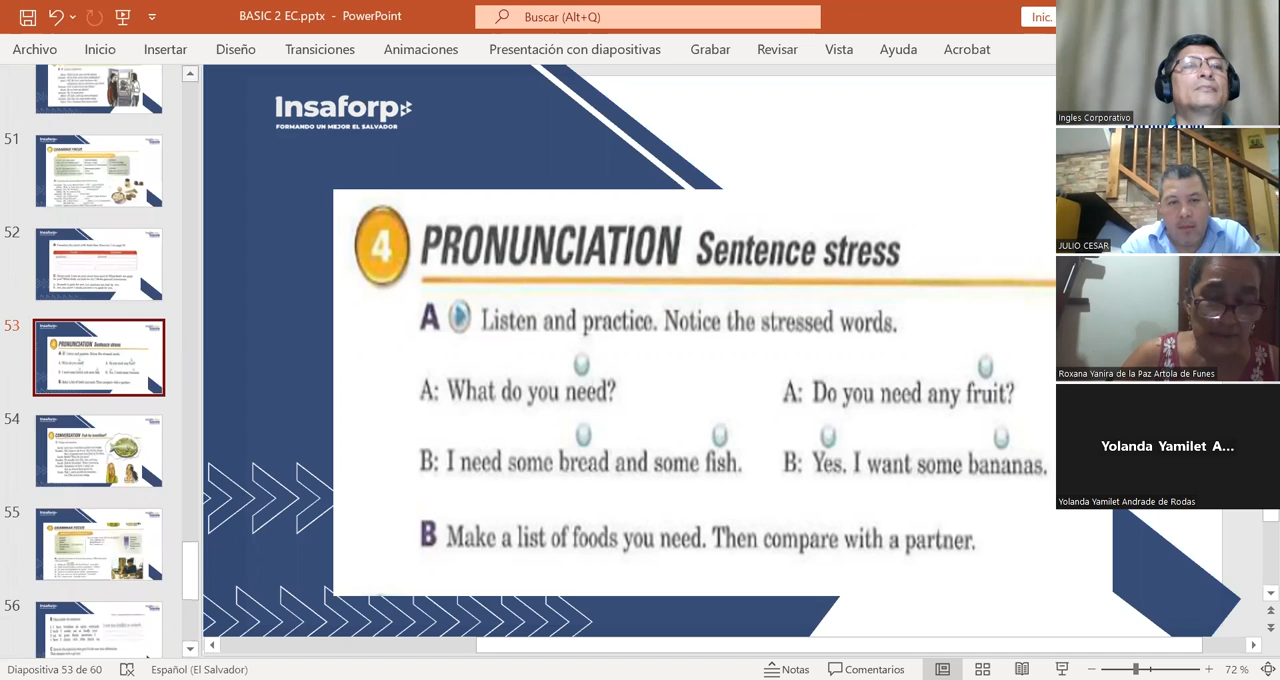 BASIC 2 EC.pptx - PowerPoint
Buscar (Alt+Q)
Inic.
Archivo Inicio Insertar Diseño Transiciones Animaciones Presentación con diapositivas Grabar Revisar Vista Ayuda Acrobat
51
52
53
54
55
56
Insaforp
FORMANDO UN MEJOR EL SALVADOR
4 PRONUNCIATION Sentence stress
A Listen and practice. Notice the stressed words.
A: What do you need?
B: I need some bread and some fish.
A: Do you need any fruit?
B: Yes. I want some bananas.
B Make a list of foods you need. Then compare with a partner.
Ingles Corporativo
JULIO CESAR
Roxana Yanira de la Paz Artola de Funes
Yolanda Yamilet A...
Yolanda Yamilet Andrade de Rodas
Diapositiva 53 de 60 Español (El Salvador) Notas Comentarios 72 %